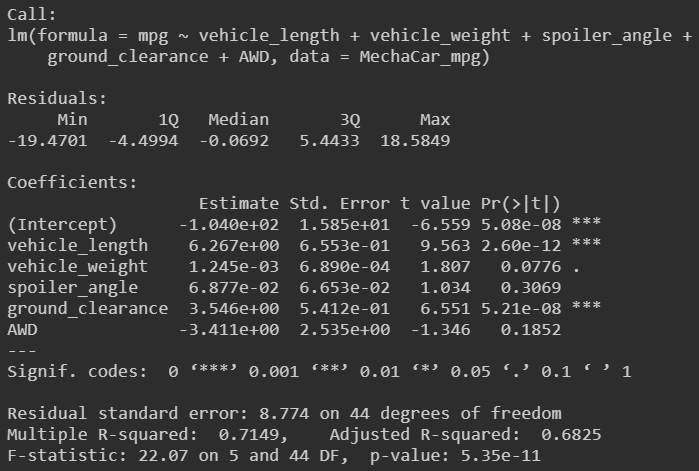 Call:
lm(formula = mpg ~ vehicle_length + vehicle_weight + spoiler_angle +
    ground_clearance + AWD, data = MechaCar_mpg)

Residuals:
     Min       1Q   Median       3Q      Max
-19.4701  -4.4994  -0.0692   5.4433  18.5849

Coefficients:
                   Estimate Std. Error t value Pr(>|t|)
(Intercept)      -1.040e+02  1.585e+01  -6.559 5.08e-08 ***
vehicle_length    6.267e+00  6.553e-01   9.563 2.60e-12 ***
vehicle_weight    1.245e-03  6.890e-04   1.807   0.0776 .
spoiler_angle     6.877e-02  6.653e-02   1.034   0.3069
ground_clearance  3.546e+00  5.412e-01   6.551 5.21e-08 ***
AWD              -3.411e+00  2.535e+00  -1.346   0.1852
---
Signif. codes:  0 ‘***’ 0.001 ‘**’ 0.01 ‘*’ 0.05 ‘.’ 0.1 ‘ ’ 1

Residual standard error: 8.774 on 44 degrees of freedom
Multiple R-squared:  0.7149,    Adjusted R-squared:  0.6825
F-statistic: 22.07 on 5 and 44 DF,  p-value: 5.35e-11